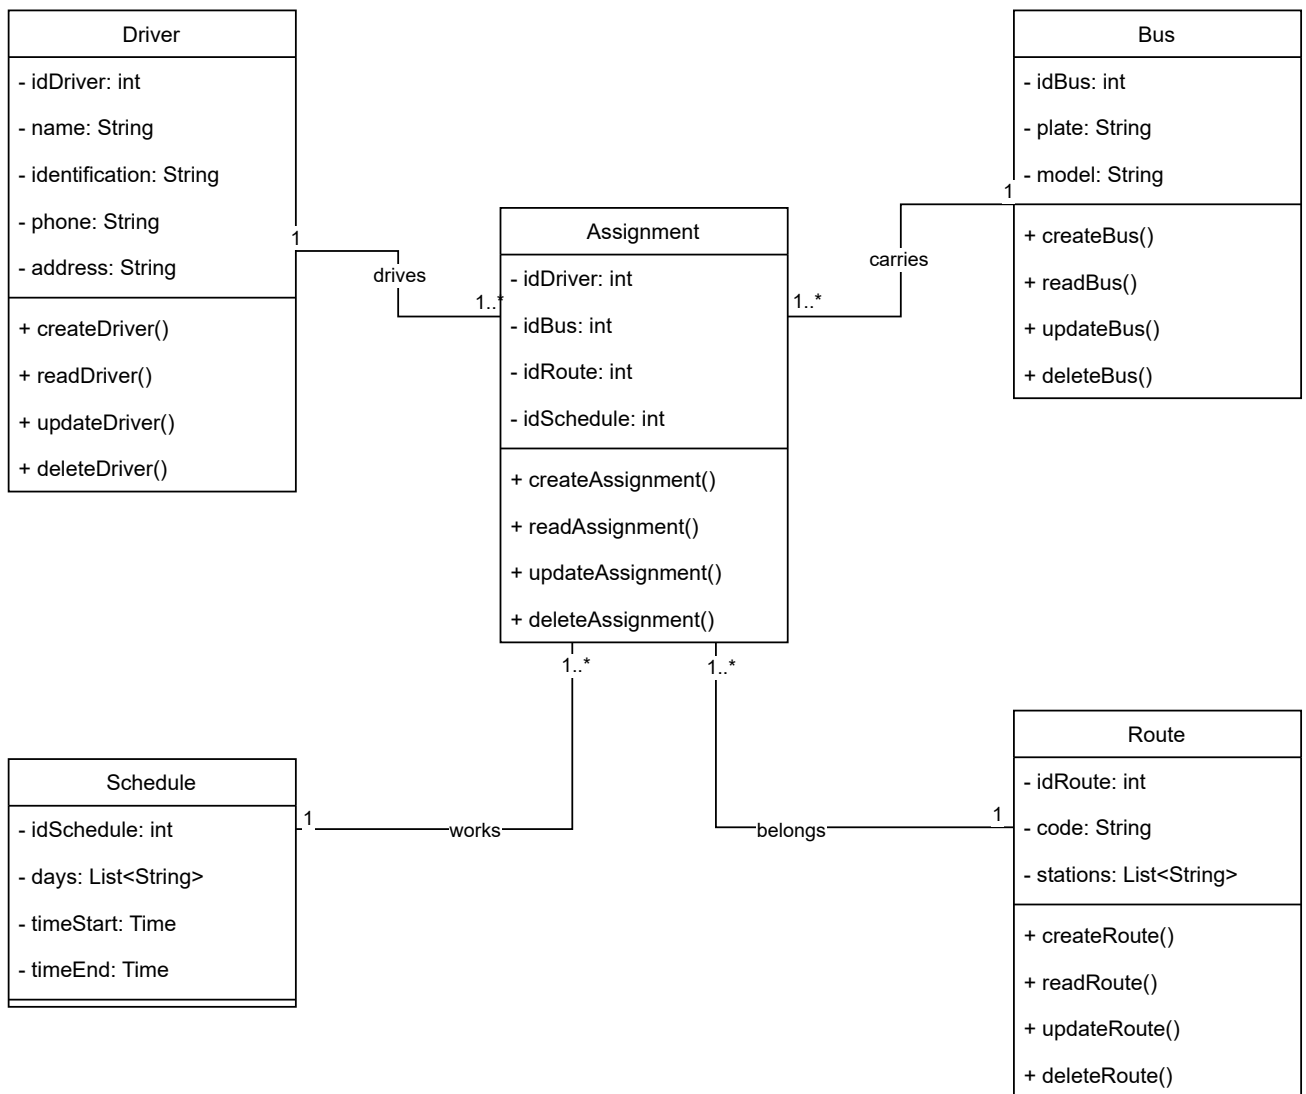 Driver
- idDriver: int
- name: String
- identification: String
- phone: String
- address: String
+ createDriver()
+ readDriver()
+ updateDriver()
+ deleteDriver()
1
drives
1..*
Assignment
- idDriver: int
- idBus: int
- idRoute: int
- idSchedule: int
+ createAssignment()
+ readAssignment()
+ updateAssignment()
+ deleteAssignment()
1..*
carries
1
Bus
- idBus: int
- plate: String
- model: String
+ createBus()
+ readBus()
+ updateBus()
+ deleteBus()
1..*
1..*
Schedule
- idSchedule: int
- days: List<String>
- timeStart: Time
- timeEnd: Time
1
works
belongs
1
Route
- idRoute: int
- code: String
- stations: List<String>
+ createRoute()
+ readRoute()
+ updateRoute()
+ deleteRoute()